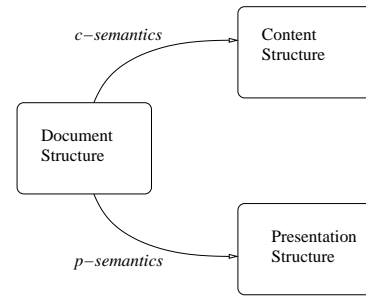 c−semantics
Content
Structure
Document
Structure
Presentation
Structure
p−semantics